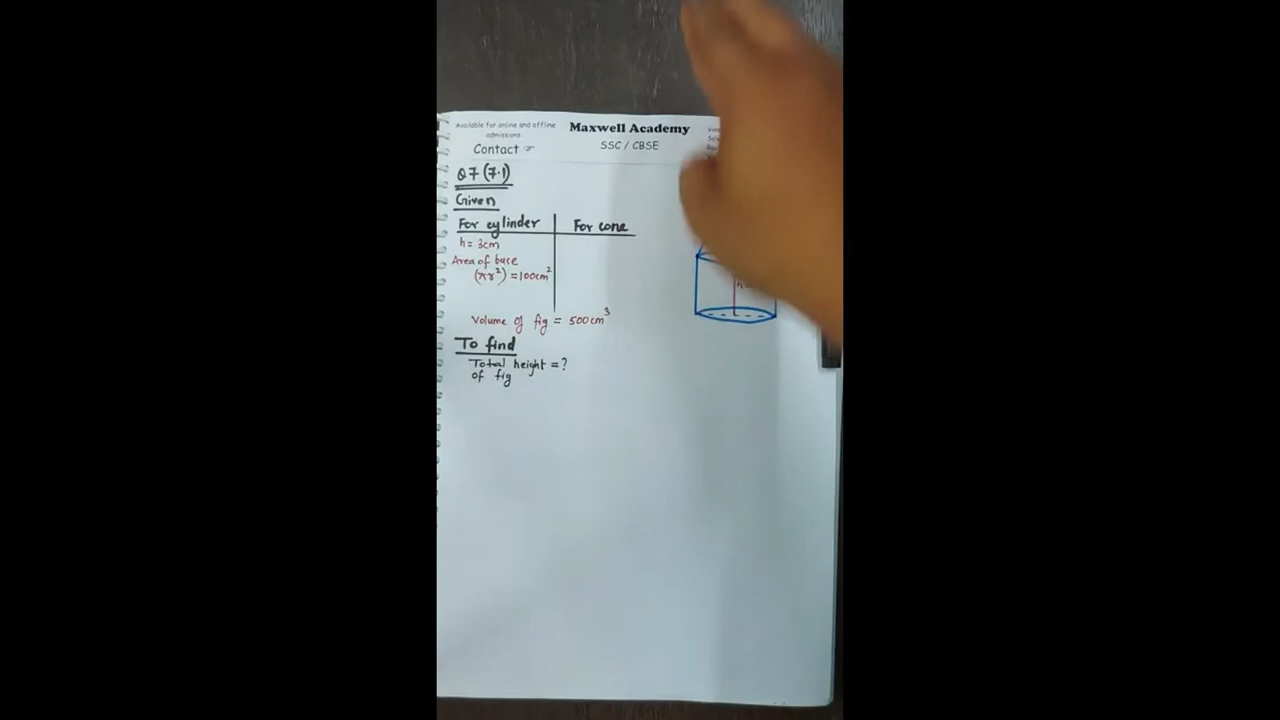 Available for online and offline
admissions
Contact ☞
Maxwell Academy
SSC / CBSE
Q7 (7.1)
Given
For cylinder
For cone
h = 3cm
Area of base
(πr²) = 100cm²
Volume of fig = 500cm³
To find
Total height = ?
of fig
h